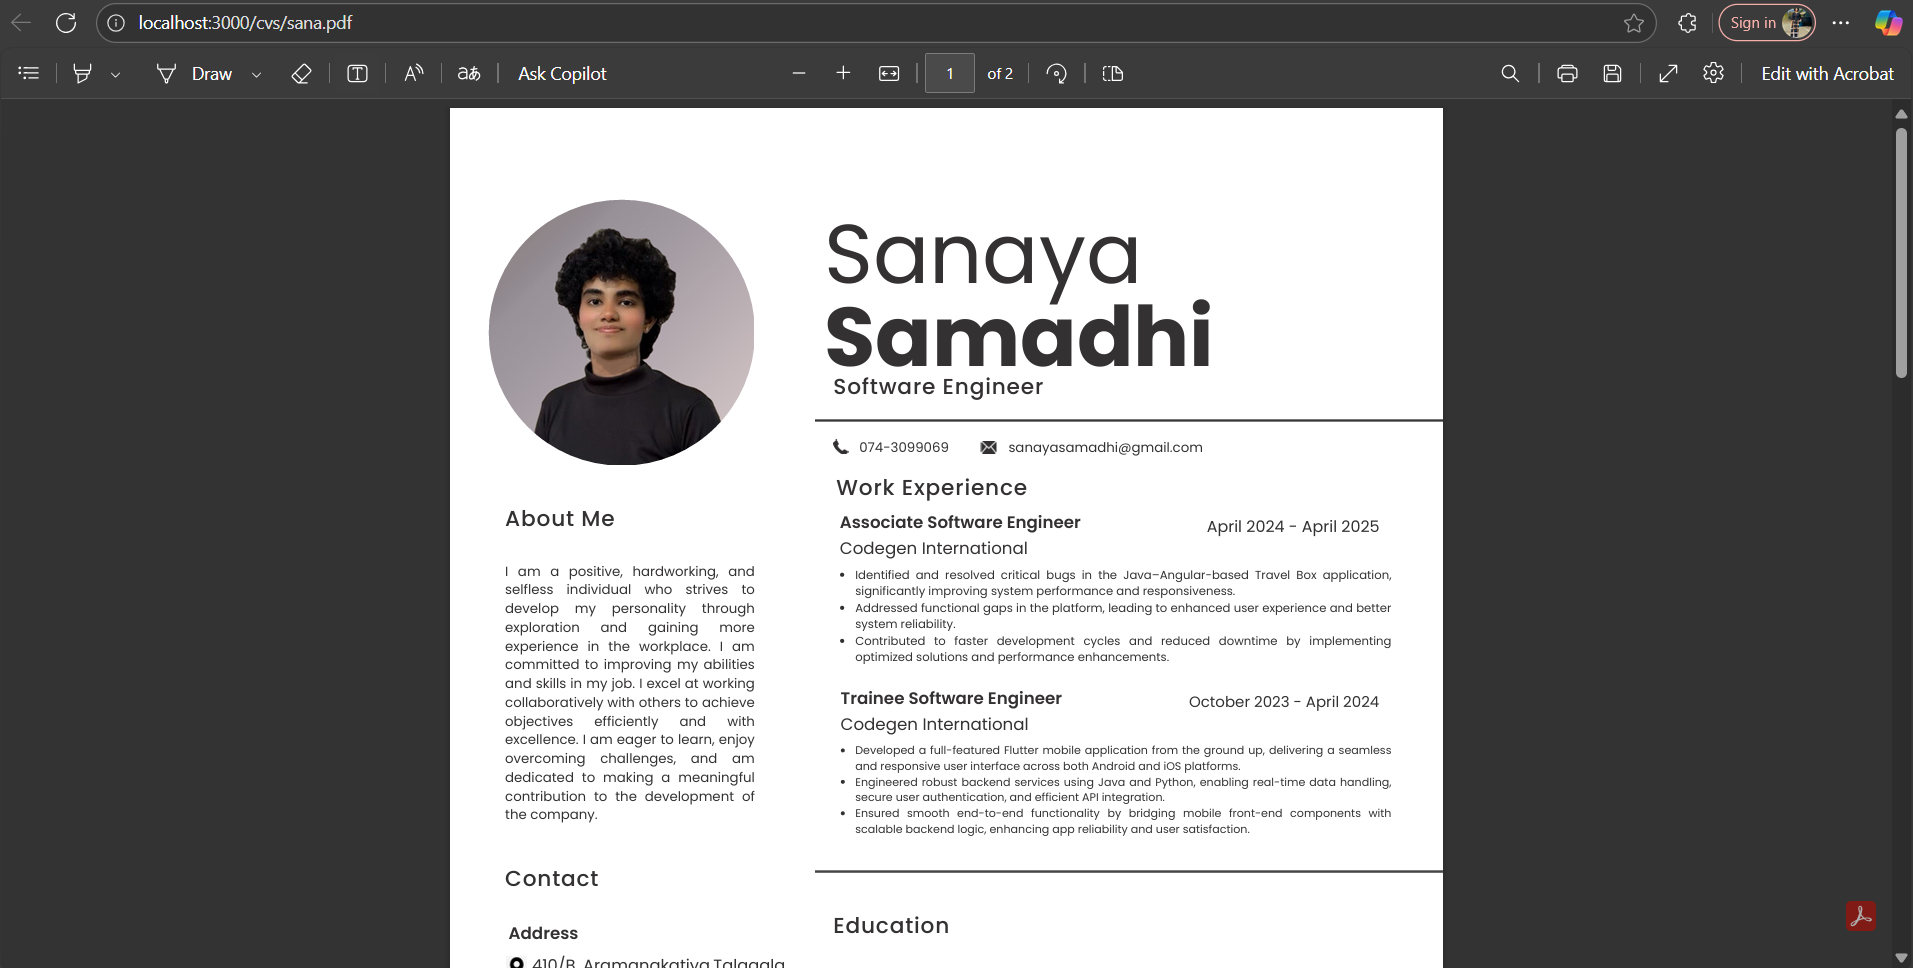 localhost:3000/cvs/sana.pdf
Sign in
Draw
aあ
Ask Copilot
1
of 2
Edit with Acrobat
Sanaya
Samadhi
Software Engineer
074-3099069
sanayasamadhi@gmail.com
About Me
I am a positive, hardworking, and
selfless individual who strives to
develop my personality through
exploration and gaining more
experience in the workplace. I am
committed to improving my abilities
and skills in my job. I excel at working
collaboratively with others to achieve
objectives efficiently and with
excellence. I am eager to learn, enjoy
overcoming challenges, and am
dedicated to making a meaningful
contribution to the development of
the company.
Contact
Address
410/B, Aramanakatiya, Talagala
Work Experience
Associate Software Engineer
April 2024 - April 2025
Codegen International
• Identified and resolved critical bugs in the Java–Angular-based Travel Box application,
significantly improving system performance and responsiveness.
• Addressed functional gaps in the platform, leading to enhanced user experience and better
system reliability.
• Contributed to faster development cycles and reduced downtime by implementing
optimized solutions and performance enhancements.
Trainee Software Engineer
October 2023 - April 2024
Codegen International
• Developed a full-featured Flutter mobile application from the ground up, delivering a seamless
and responsive user interface across both Android and iOS platforms.
• Engineered robust backend services using Java and Python, enabling real-time data handling,
secure user authentication, and efficient API integration.
• Ensured smooth end-to-end functionality by bridging mobile front-end components with
scalable backend logic, enhancing app reliability and user satisfaction.
Education